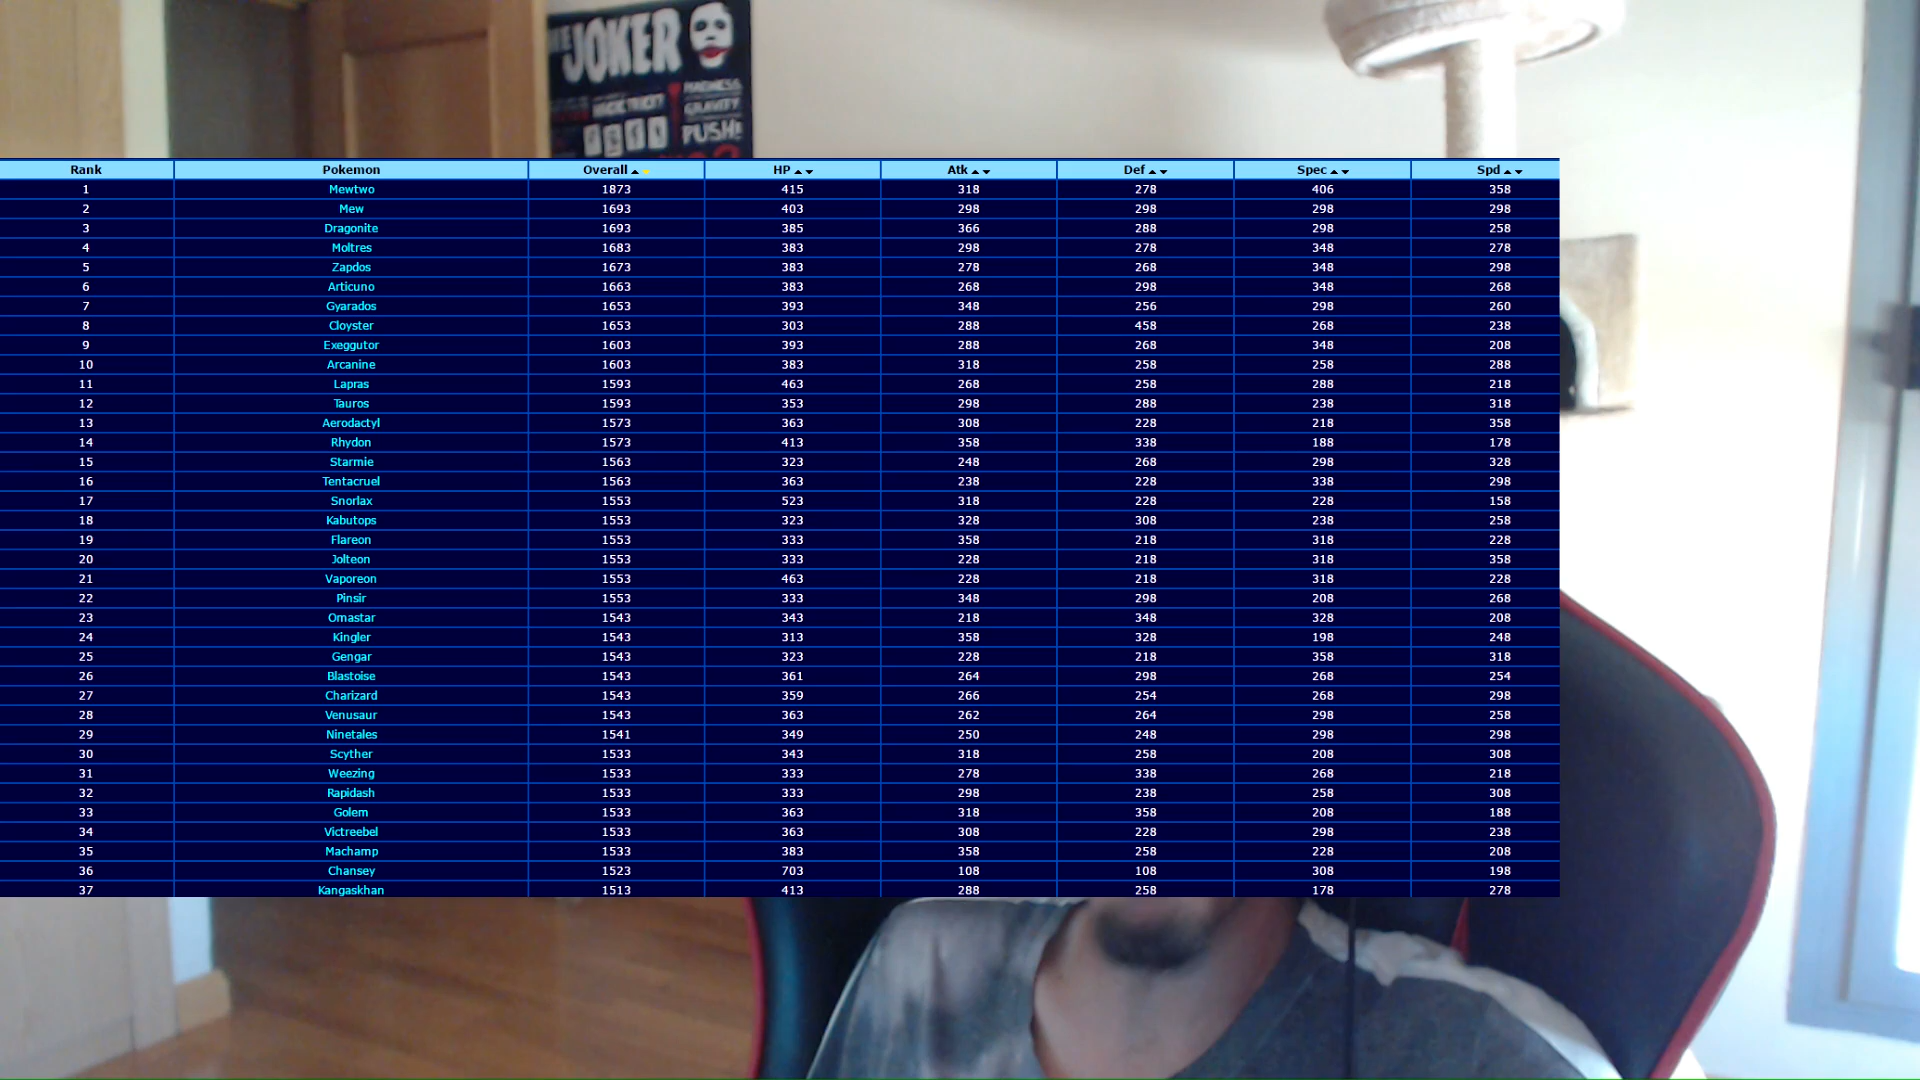 THE
JOKER
MADNESS
MAGIC TRICK?
GRAVITY
PUSH!
Rank Pokemon Overall HP Atk Def Spec Spd
1 Mewtwo 1873 415 318 278 406 358
2 Mew 1693 403 298 298 298 298
3 Dragonite 1693 385 366 288 298 258
4 Moltres 1683 383 298 278 348 278
5 Zapdos 1673 383 278 268 348 298
6 Articuno 1663 383 268 298 348 268
7 Gyarados 1653 393 348 256 298 260
8 Cloyster 1653 303 288 458 268 238
9 Exeggutor 1603 393 288 268 348 208
10 Arcanine 1603 383 318 258 258 288
11 Lapras 1593 463 268 258 288 218
12 Tauros 1593 353 298 288 238 318
13 Aerodactyl 1573 363 308 228 218 358
14 Rhydon 1573 413 358 338 188 178
15 Starmie 1563 323 248 268 298 328
16 Tentacruel 1563 363 238 228 338 298
17 Snorlax 1553 523 318 228 228 158
18 Kabutops 1553 323 328 308 238 258
19 Flareon 1553 333 358 218 318 228
20 Jolteon 1553 333 228 218 318 358
21 Vaporeon 1553 463 228 218 318 228
22 Pinsir 1553 333 348 298 208 268
23 Omastar 1543 343 218 348 328 208
24 Kingler 1543 313 358 328 198 248
25 Gengar 1543 323 228 218 358 318
26 Blastoise 1543 361 264 298 268 254
27 Charizard 1543 359 266 254 268 298
28 Venusaur 1543 363 262 264 298 258
29 Ninetales 1541 349 250 248 298 298
30 Scyther 1533 343 318 258 208 308
31 Weezing 1533 333 278 338 268 218
32 Rapidash 1533 333 298 238 258 308
33 Golem 1533 363 318 358 208 188
34 Victreebel 1533 363 308 228 298 238
35 Machamp 1533 383 358 258 228 208
36 Chansey 1523 703 108 108 308 198
37 Kangaskhan 1513 413 288 258 178 278